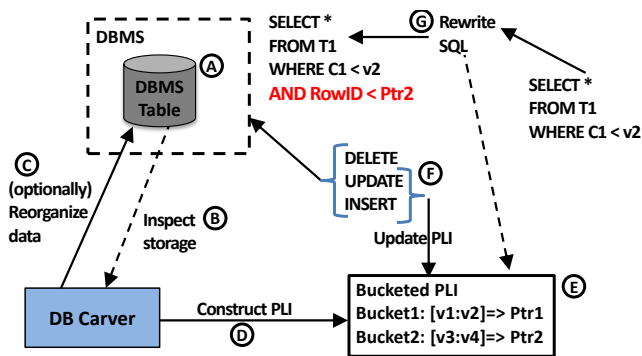 DBMS
A
DBMS
Table
SELECT *
FROM T1
WHERE C1 < v2
AND RowID < Ptr2
G Rewrite
SQL
SELECT *
FROM T1
WHERE C1 < v2
C
(optionally)
Reorganize
data
Inspect
storage
B
DELETE
UPDATE
INSERT
F
Update PLI
DB Carver
Construct PLI
D
Bucketed PLI
Bucket1: [v1:v2]=> Ptr1
Bucket2: [v3:v4]=> Ptr2
E